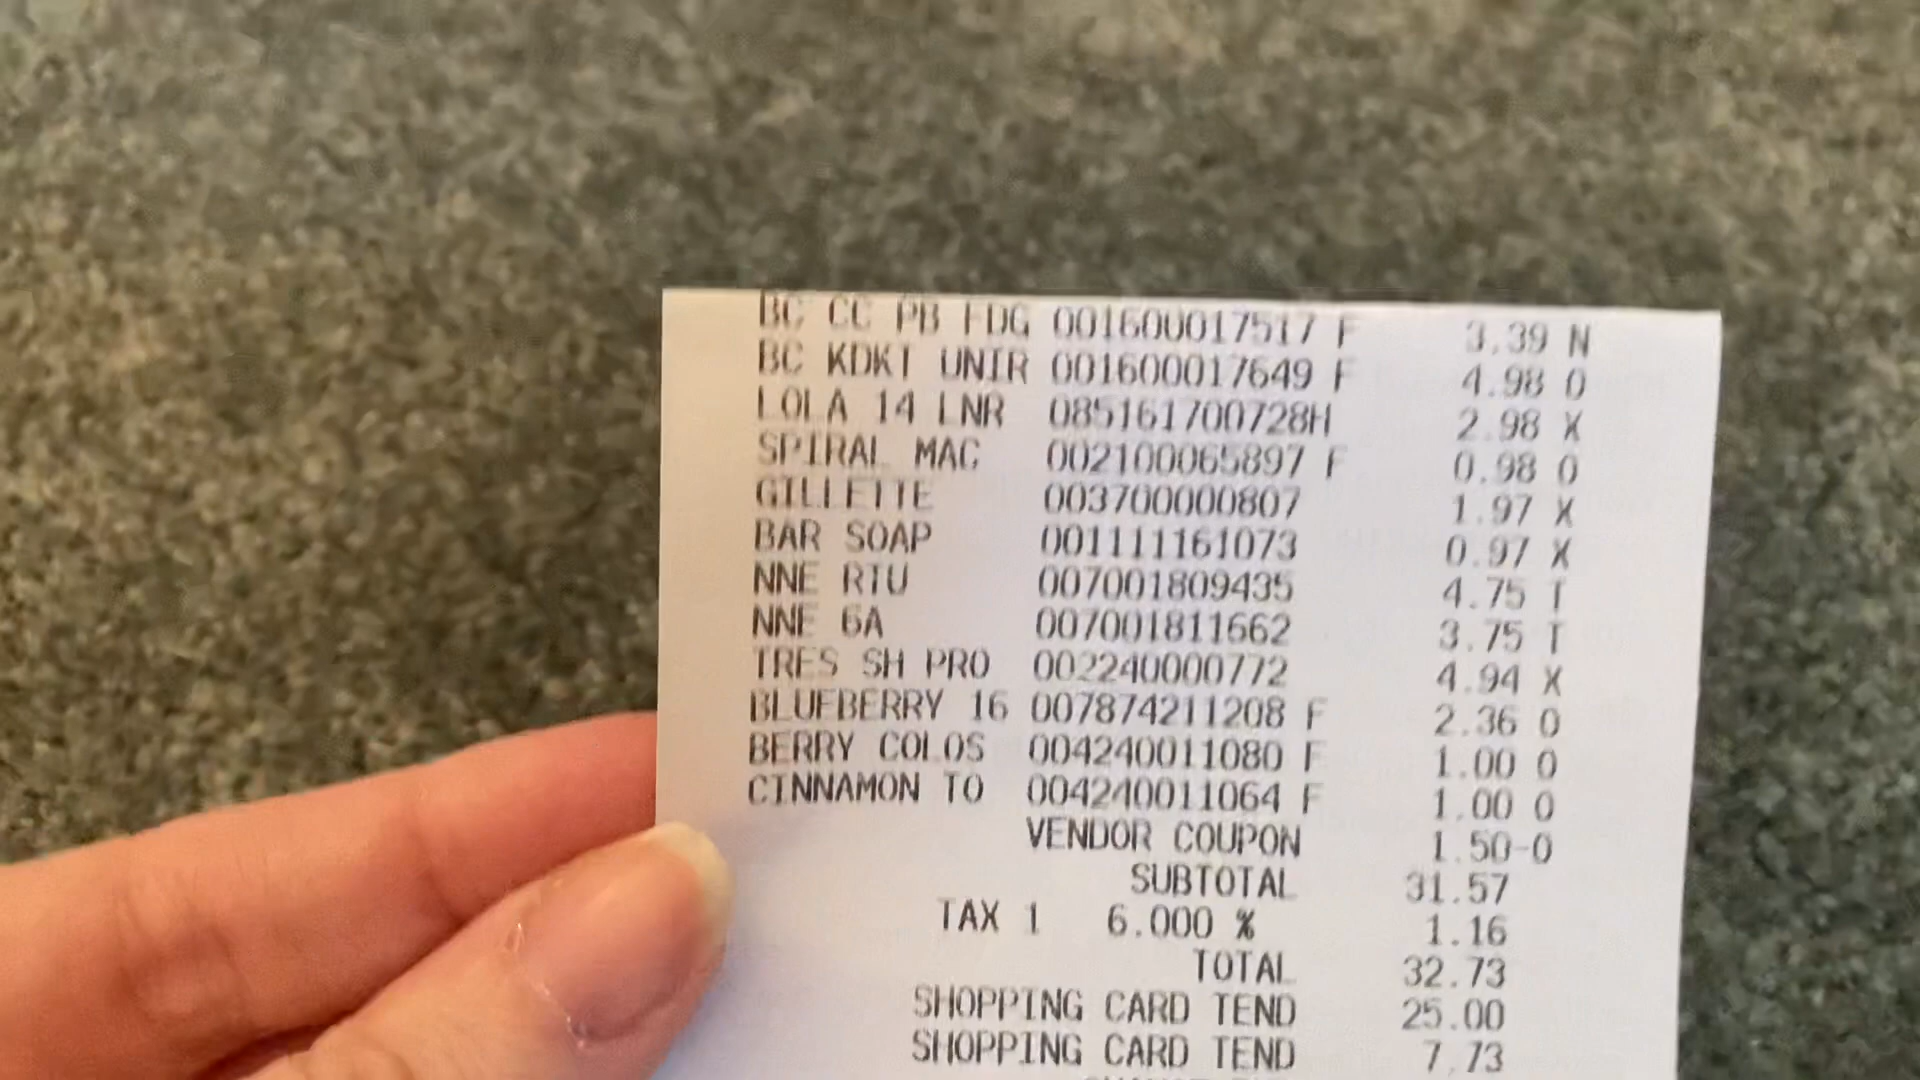 BC CC PB FDG 001600017517 F 3.39 N
BC KDKT UNIR 001600017649 F 4.98 O
LOLA 14 LNR 085161700728H 2.98 X
SPIRAL MAC 002100065897 F 0.98 O
GILLETTE 003700000807 1.97 X
BAR SOAP 001111161073 0.97 X
NNE RTU 007001809435 4.75 T
NNE 6A 007001811662 3.75 T
TRES SH PRO 002240000772 4.94 X
BLUEBERRY 16 007874211208 F 2.36 O
BERRY COLOS 004240011080 F 1.00 O
CINNAMON TO 004240011064 F 1.00 O
VENDOR COUPON 1.50-O
SUBTOTAL 31.57
TAX 1 6.000 % 1.16
TOTAL 32.73
SHOPPING CARD TEND 25.00
SHOPPING CARD TEND 7.73